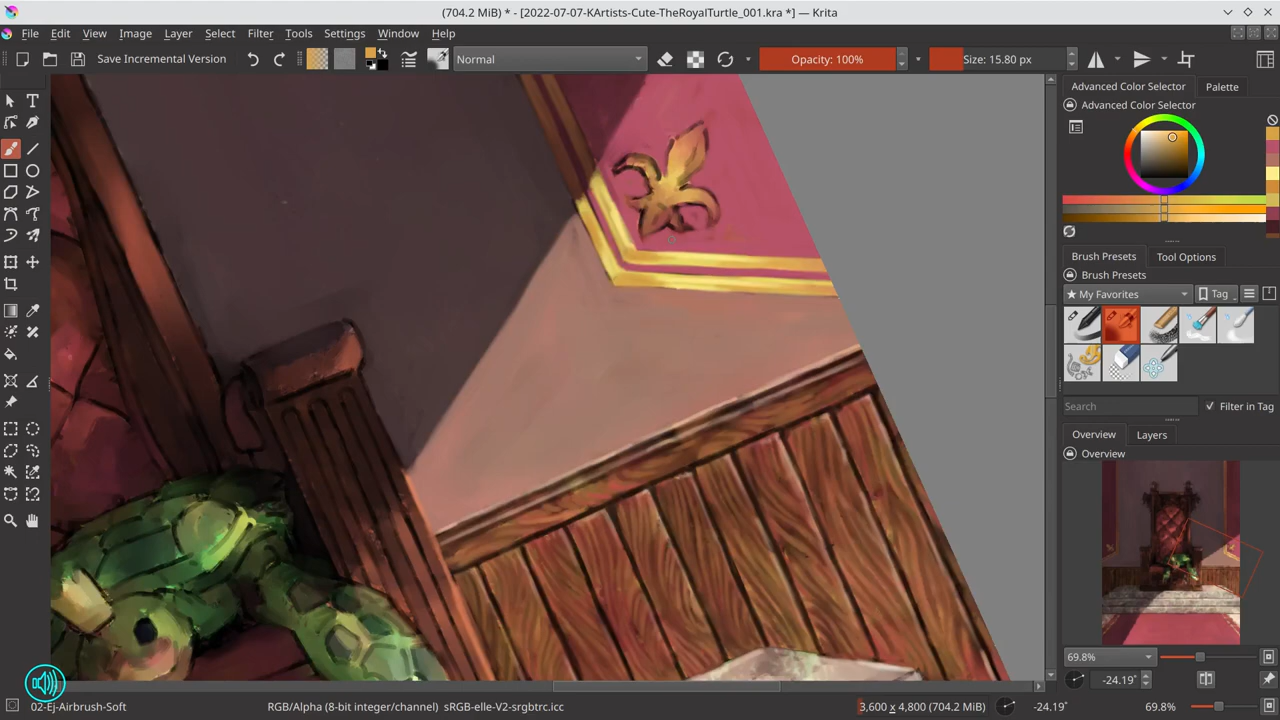 (704.2 MiB) * - [2022-07-07-KArtists-Cute-TheRoyalTurtle_001.kra *] — Krita
File Edit View Image Layer Select Filter Tools Settings Window Help
Save Incremental Version
Normal
Opacity: 100%
Size: 15.80 px
Advanced Color Selector
Palette
Advanced Color Selector
Brush Presets
Tool Options
Brush Presets
★ My Favorites
Tag
Search
Filter in Tag
Overview
Layers
Overview
69.8%
-24.19°
02-Ej-Airbrush-Soft
RGB/Alpha (8-bit integer/channel) sRGB-elle-V2-srgbtrc.icc
3,600 x 4,800 (704.2 MiB)
-24.19°
69.8%